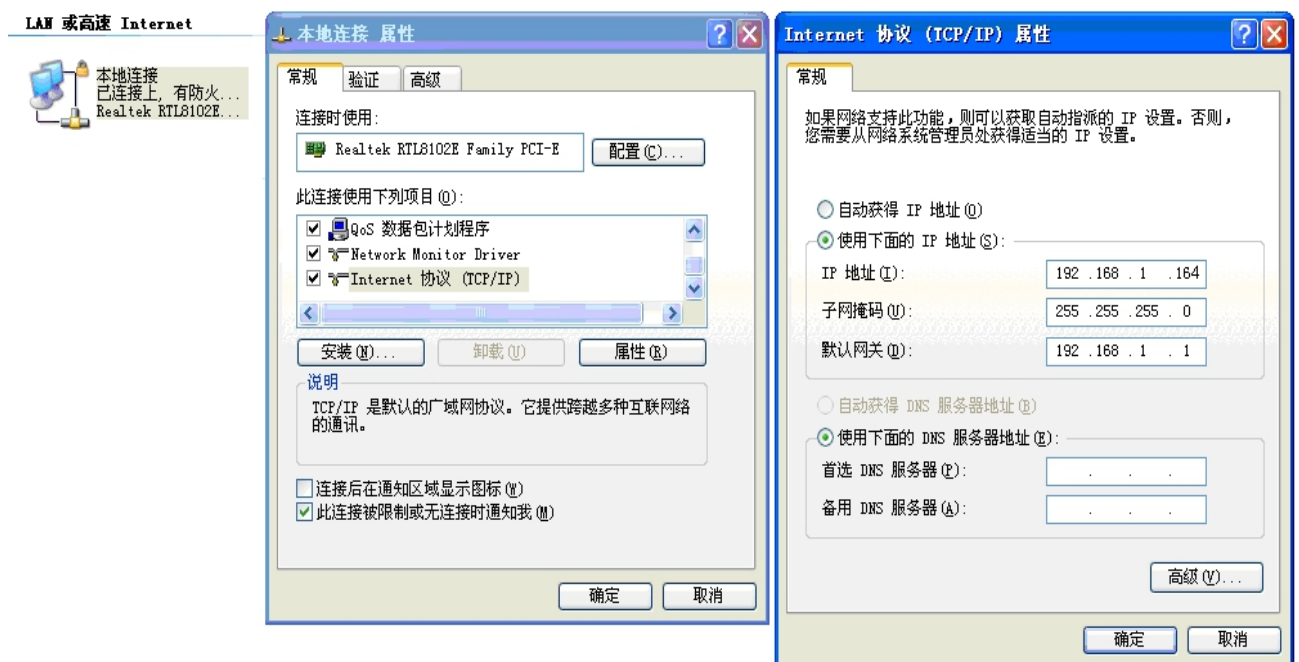 LAN 或高速 Internet
本地连接
已连接上, 有防火...
Realtek RTL8102E...
本地连接 属性
常规
验证
高级
连接时使用:
Realtek RTL8102E Family PCI-E
配置(C)...
此连接使用下列项目(O):
QoS 数据包计划程序
Network Monitor Driver
Internet 协议 (TCP/IP)
安装(N)...
卸载(U)
属性(R)
说明
TCP/IP 是默认的广域网协议。它提供跨越多种互联网络
的通讯。
连接后在通知区域显示图标(W)
此连接被限制或无连接时通知我(M)
确定
取消
Internet 协议 (TCP/IP) 属性
常规
如果网络支持此功能，则可以获取自动指派的 IP 设置。否则，
您需要从网络系统管理员处获得适当的 IP 设置。
自动获得 IP 地址(O)
使用下面的 IP 地址(S):
IP 地址(I): 192 .168 . 1 .164
子网掩码(U): 255 .255 .255 . 0
默认网关(D): 192 .168 . 1 . 1
自动获得 DNS 服务器地址(B)
使用下面的 DNS 服务器地址(E):
首选 DNS 服务器(P): . . .
备用 DNS 服务器(A): . . .
高级(V)...
确定
取消